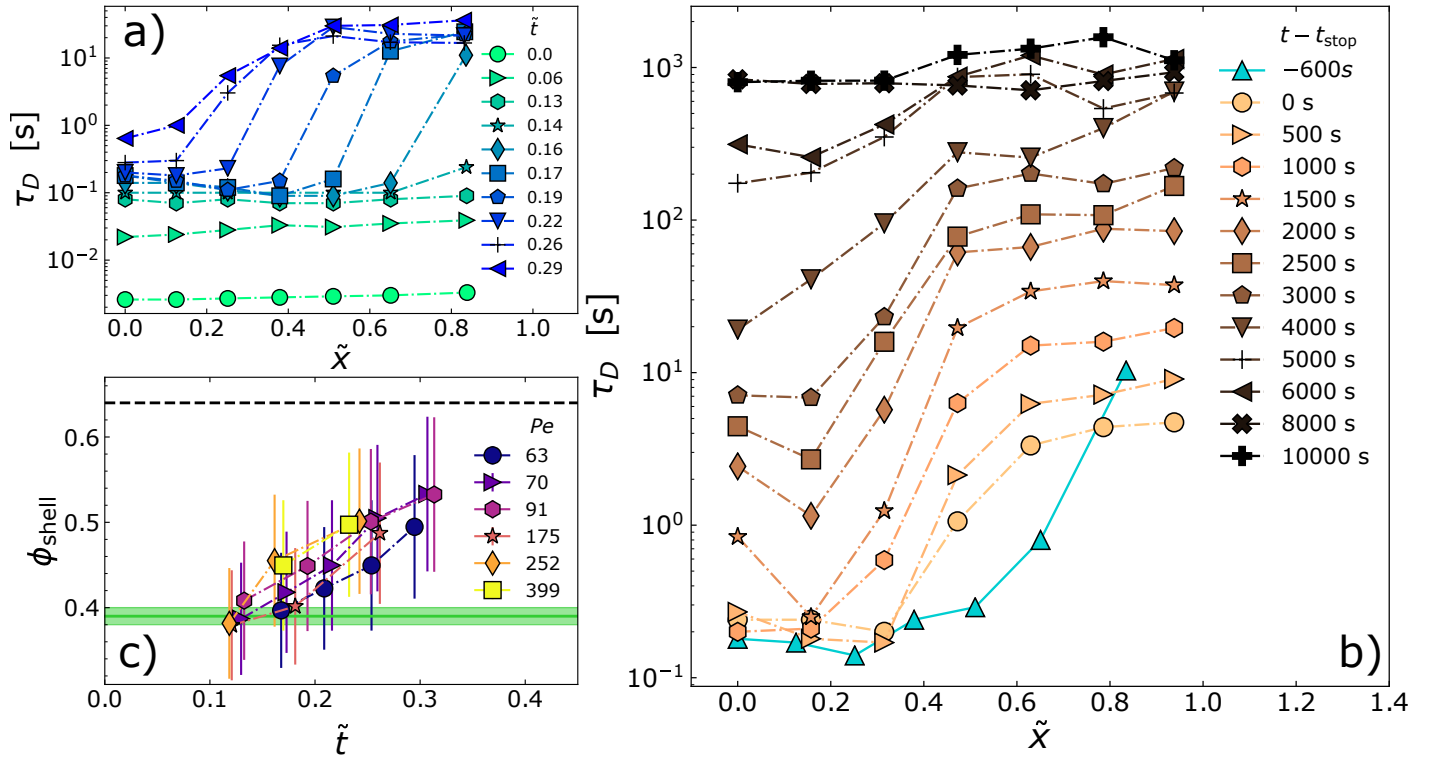 a)
τ_D [s]
10^1
10^0
10^{-1}
10^{-2}
0.0 0.2 0.4 0.6 0.8 1.0
x̃
t̃
0.0
0.06
0.13
0.14
0.16
0.17
0.19
0.22
0.26
0.29
c)
ϕ_shell
0.6
0.5
0.4
0.0 0.1 0.2 0.3 0.4
t̃
Pe
63
70
91
175
252
399
b)
τ_D [s]
10^3
10^2
10^1
10^0
10^{-1}
0.0 0.2 0.4 0.6 0.8 1.0 1.2 1.4
x̃
t − t_stop
−600s
0 s
500 s
1000 s
1500 s
2000 s
2500 s
3000 s
4000 s
5000 s
6000 s
8000 s
10000 s